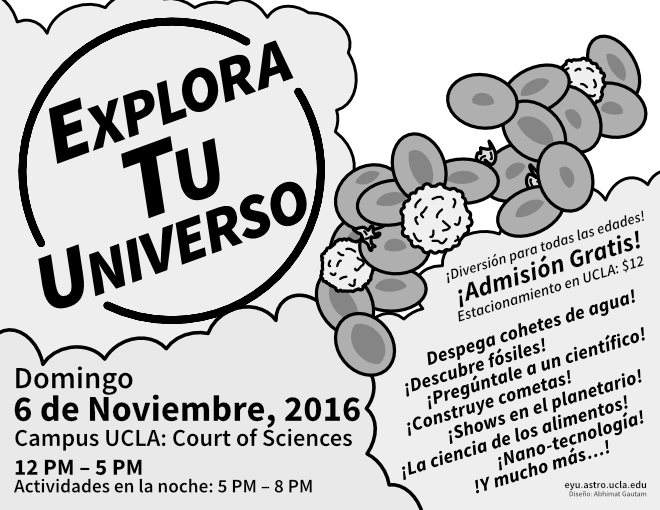 EXPLORA
TU
UNIVERSO
¡Diversión para todas las edades!
¡Admisión Gratis!
Estacionamiento en UCLA: $12
Despega cohetes de agua!
¡Descubre fósiles!
¡Pregúntale a un científico!
¡Construye cometas!
¡Shows en el planetario!
¡La ciencia de los alimentos!
¡Nano-tecnología!
!Y mucho más...!
Domingo
6 de Noviembre, 2016
Campus UCLA: Court of Sciences
12 PM – 5 PM
Actividades en la noche: 5 PM – 8 PM
eyu.astro.ucla.edu
Diseño: Abhimat Gautam